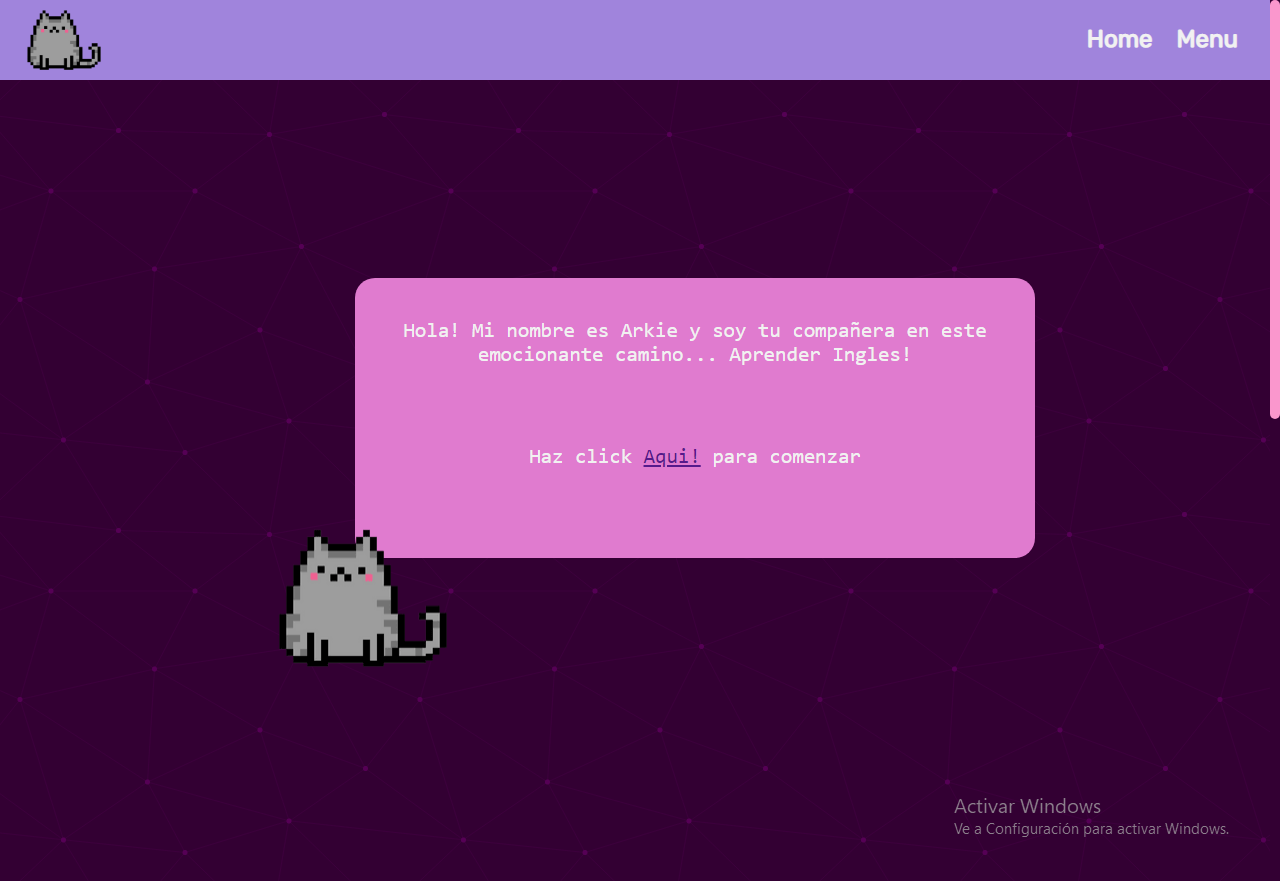 Home Menu
Hola! Mi nombre es Arkie y soy tu compañera en este
emocionante camino... Aprender Ingles!
Haz click Aqui! para comenzar
Activar Windows
Ve a Configuración para activar Windows.